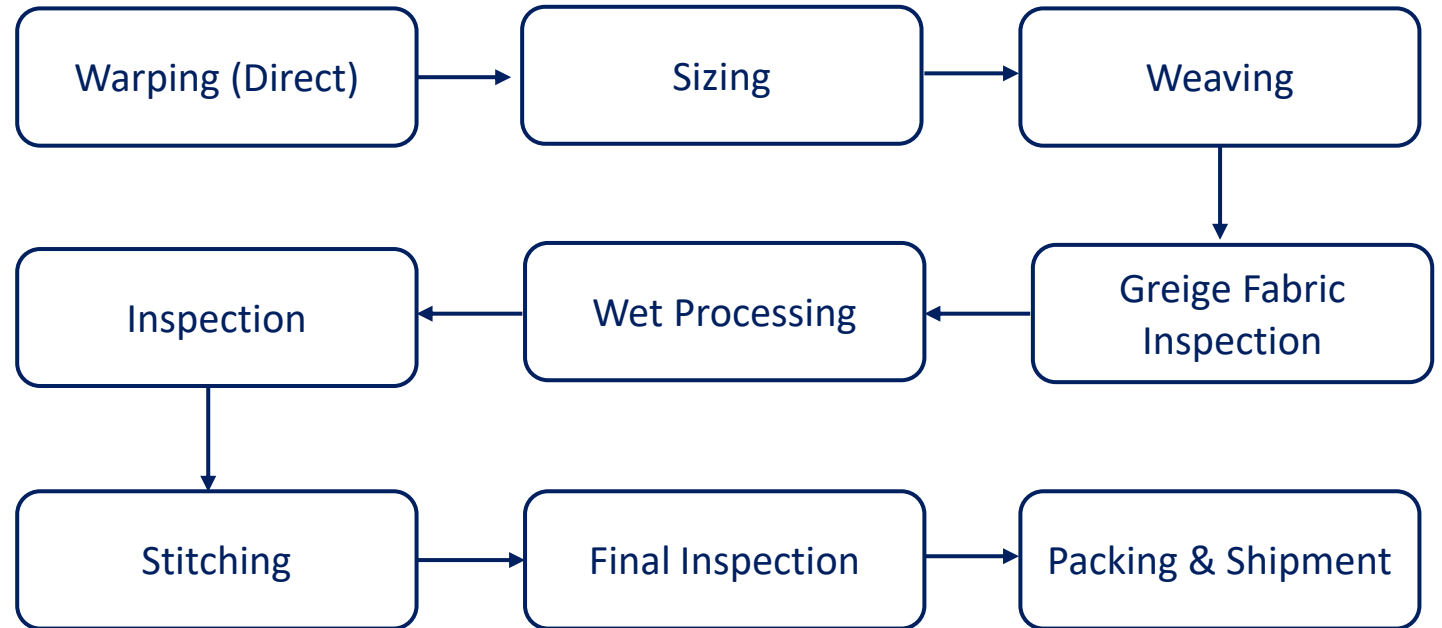 Warping (Direct)
Sizing
Weaving
Greige Fabric
Inspection
Wet Processing
Inspection
Stitching
Final Inspection
Packing & Shipment